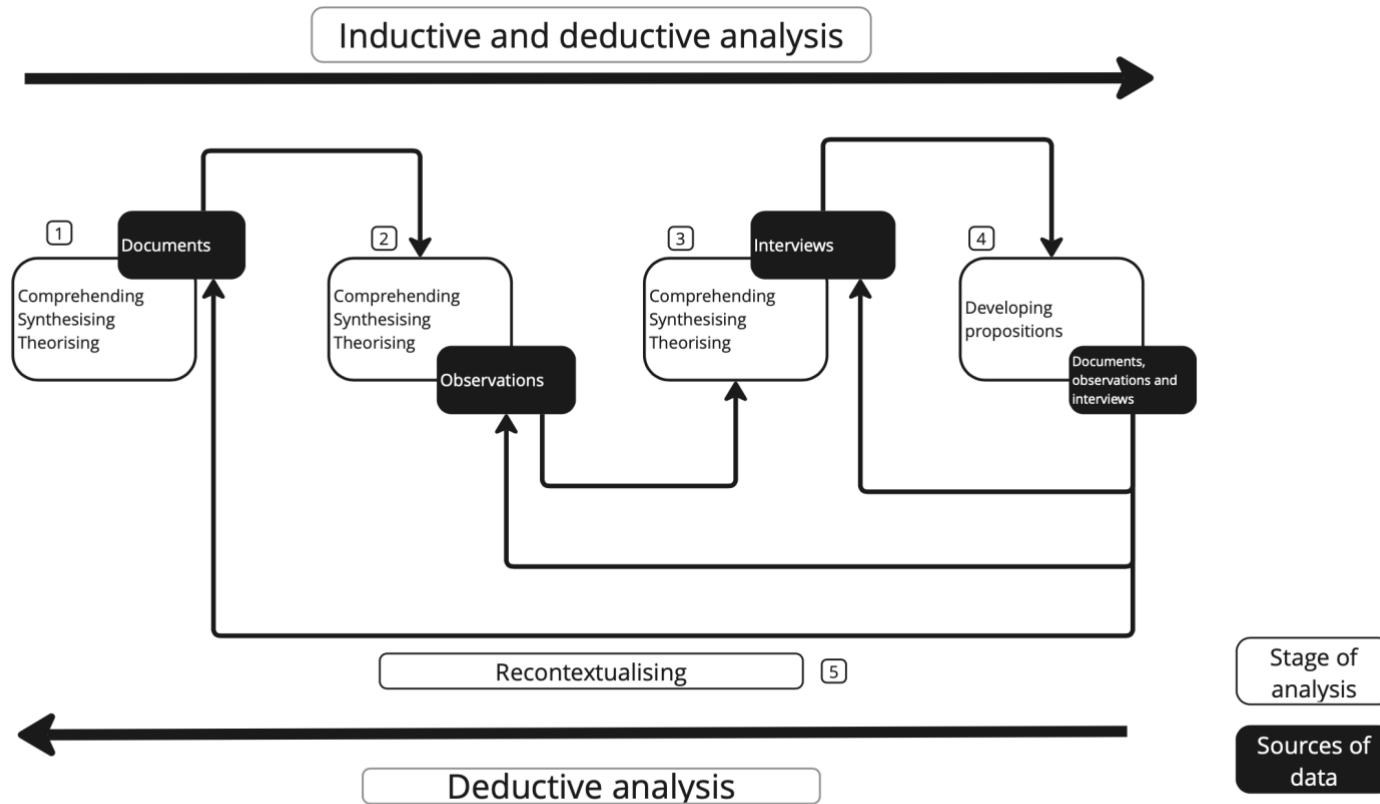 Inductive and deductive analysis
1
Documents
Comprehending
Synthesising
Theorising
2
Comprehending
Synthesising
Theorising
Observations
3
Interviews
Comprehending
Synthesising
Theorising
4
Developing
propositions
Documents,
observations and
interviews
Recontextualising
5
Deductive analysis
Stage of
analysis
Sources of
data